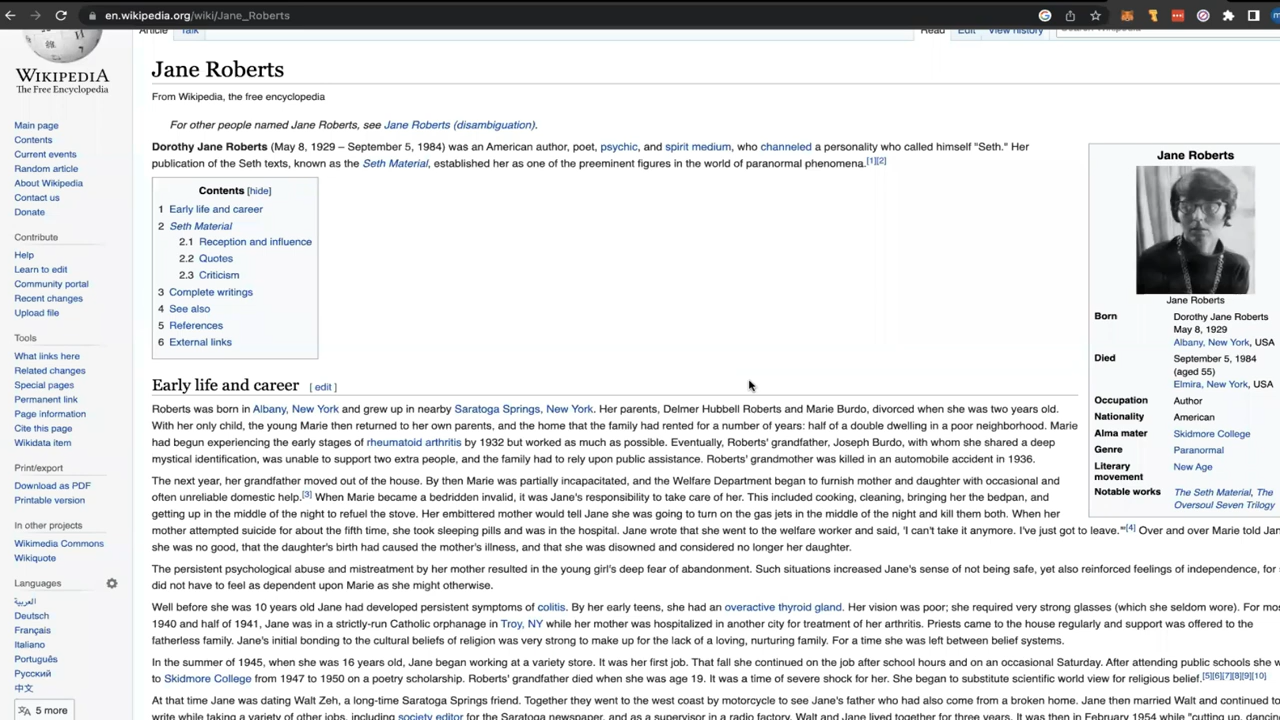 en.wikipedia.org/wiki/Jane_Roberts
Article Talk Read Edit View history
WIKIPEDIA
The Free Encyclopedia
Main page
Contents
Current events
Random article
About Wikipedia
Contact us
Donate
Contribute
Help
Learn to edit
Community portal
Recent changes
Upload file
Tools
What links here
Related changes
Special pages
Permanent link
Page information
Cite this page
Wikidata item
Print/export
Download as PDF
Printable version
In other projects
Wikimedia Commons
Wikiquote
Languages
العربية
Deutsch
Français
Italiano
Português
Русский
中文
5 more
Jane Roberts
From Wikipedia, the free encyclopedia
For other people named Jane Roberts, see Jane Roberts (disambiguation).
Dorothy Jane Roberts (May 8, 1929 – September 5, 1984) was an American author, poet, psychic, and spirit medium, who channeled a personality who called himself "Seth." Her
publication of the Seth texts, known as the Seth Material, established her as one of the preeminent figures in the world of paranormal phenomena.[1][2]
Contents [hide]
1 Early life and career
2 Seth Material
2.1 Reception and influence
2.2 Quotes
2.3 Criticism
3 Complete writings
4 See also
5 References
6 External links
Jane Roberts
Jane Roberts
Born Dorothy Jane Roberts
May 8, 1929
Albany, New York, USA
Died September 5, 1984
(aged 55)
Elmira, New York, USA
Occupation Author
Nationality American
Alma mater Skidmore College
Genre Paranormal
Literary New Age
movement
Notable works The Seth Material, The
Oversoul Seven Trilogy
Early life and career [ edit ]
Roberts was born in Albany, New York and grew up in nearby Saratoga Springs, New York. Her parents, Delmer Hubbell Roberts and Marie Burdo, divorced when she was two years old.
With her only child, the young Marie then returned to her own parents, and the home that the family had rented for a number of years: half of a double dwelling in a poor neighborhood. Marie
had begun experiencing the early stages of rheumatoid arthritis by 1932 but worked as much as possible. Eventually, Roberts' grandfather, Joseph Burdo, with whom she shared a deep
mystical identification, was unable to support two extra people, and the family had to rely upon public assistance. Roberts' grandmother was killed in an automobile accident in 1936.
The next year, her grandfather moved out of the house. By then Marie was partially incapacitated, and the Welfare Department began to furnish mother and daughter with occasional and
often unreliable domestic help.[3] When Marie became a bedridden invalid, it was Jane's responsibility to take care of her. This included cooking, cleaning, bringing her the bedpan, and
getting up in the middle of the night to refuel the stove. Her embittered mother would tell Jane she was going to turn on the gas jets in the middle of the night and kill them both. When her
mother attempted suicide for about the fifth time, she took sleeping pills and was in the hospital. Jane wrote that she went to the welfare worker and said, 'I can't take it anymore. I've just got to leave.'"[4] Over and over Marie told Jan
she was no good, that the daughter's birth had caused the mother's illness, and that she was disowned and considered no longer her daughter.
The persistent psychological abuse and mistreatment by her mother resulted in the young girl's deep fear of abandonment. Such situations increased Jane's sense of not being safe, yet also reinforced feelings of independence, for
did not have to feel as dependent upon Marie as she might otherwise.
Well before she was 10 years old Jane had developed persistent symptoms of colitis. By her early teens, she had an overactive thyroid gland. Her vision was poor; she required very strong glasses (which she seldom wore). For mos
1940 and half of 1941, Jane was in a strictly-run Catholic orphanage in Troy, NY while her mother was hospitalized in another city for treatment of her arthritis. Priests came to the house regularly and support was offered to the
fatherless family. Jane's initial bonding to the cultural beliefs of religion was very strong to make up for the lack of a loving, nurturing family. For a time she was left between belief systems.
In the summer of 1945, when she was 16 years old, Jane began working at a variety store. It was her first job. That fall she continued on the job after school hours and on an occasional Saturday. After attending public schools she w
to Skidmore College from 1947 to 1950 on a poetry scholarship. Roberts' grandfather died when she was age 19. It was a time of severe shock for her. She began to substitute scientific world view for religious belief.[5][6][7][8][9][10]
At that time Jane was dating Walt Zeh, a long-time Saratoga Springs friend. Together they went to the west coast by motorcycle to see Jane's father who had also come from a broken home. Jane then married Walt and continued to
write while taking a variety of other jobs, including society editor for the Saratoga newspaper, and as a supervisor in a radio factory. Walt and Jane lived together for three years. It was then in February 1954 while "cutting up, dancing